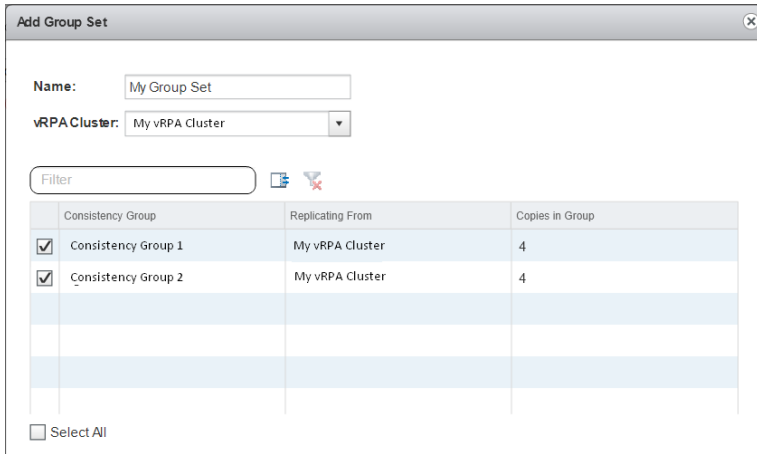 Add Group Set
Name: My Group Set
vRPA Cluster: My vRPA Cluster
Filter
Consistency Group Replicating From Copies in Group
Consistency Group 1 My vRPA Cluster 4
Consistency Group 2 My vRPA Cluster 4
Select All